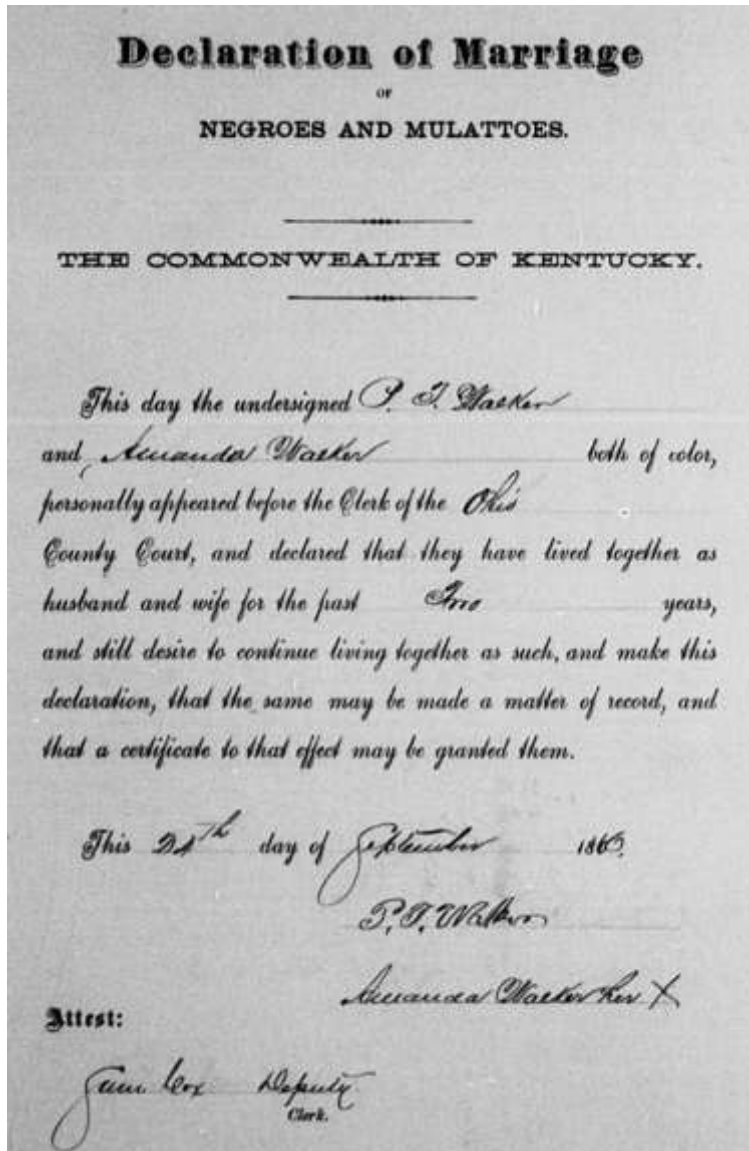 Declaration of Marriage
OF
NEGROES AND MULATTOES.
THE COMMONWEALTH OF KENTUCKY.
This day the undersigned P. T. Walker
and Amanda Walker both of color,
personally appeared before the Clerk of the Ohio
County Court, and declared that they have lived together as
husband and wife for the past Two years,
and still desire to continue living together as such, and make this
declaration, that the same may be made a matter of record, and
that a certificate to that effect may be granted them.
This 24th day of September 186
P. T. Walker
Amanda Walker her X
Attest:
Sam Cox Deputy
Clerk.